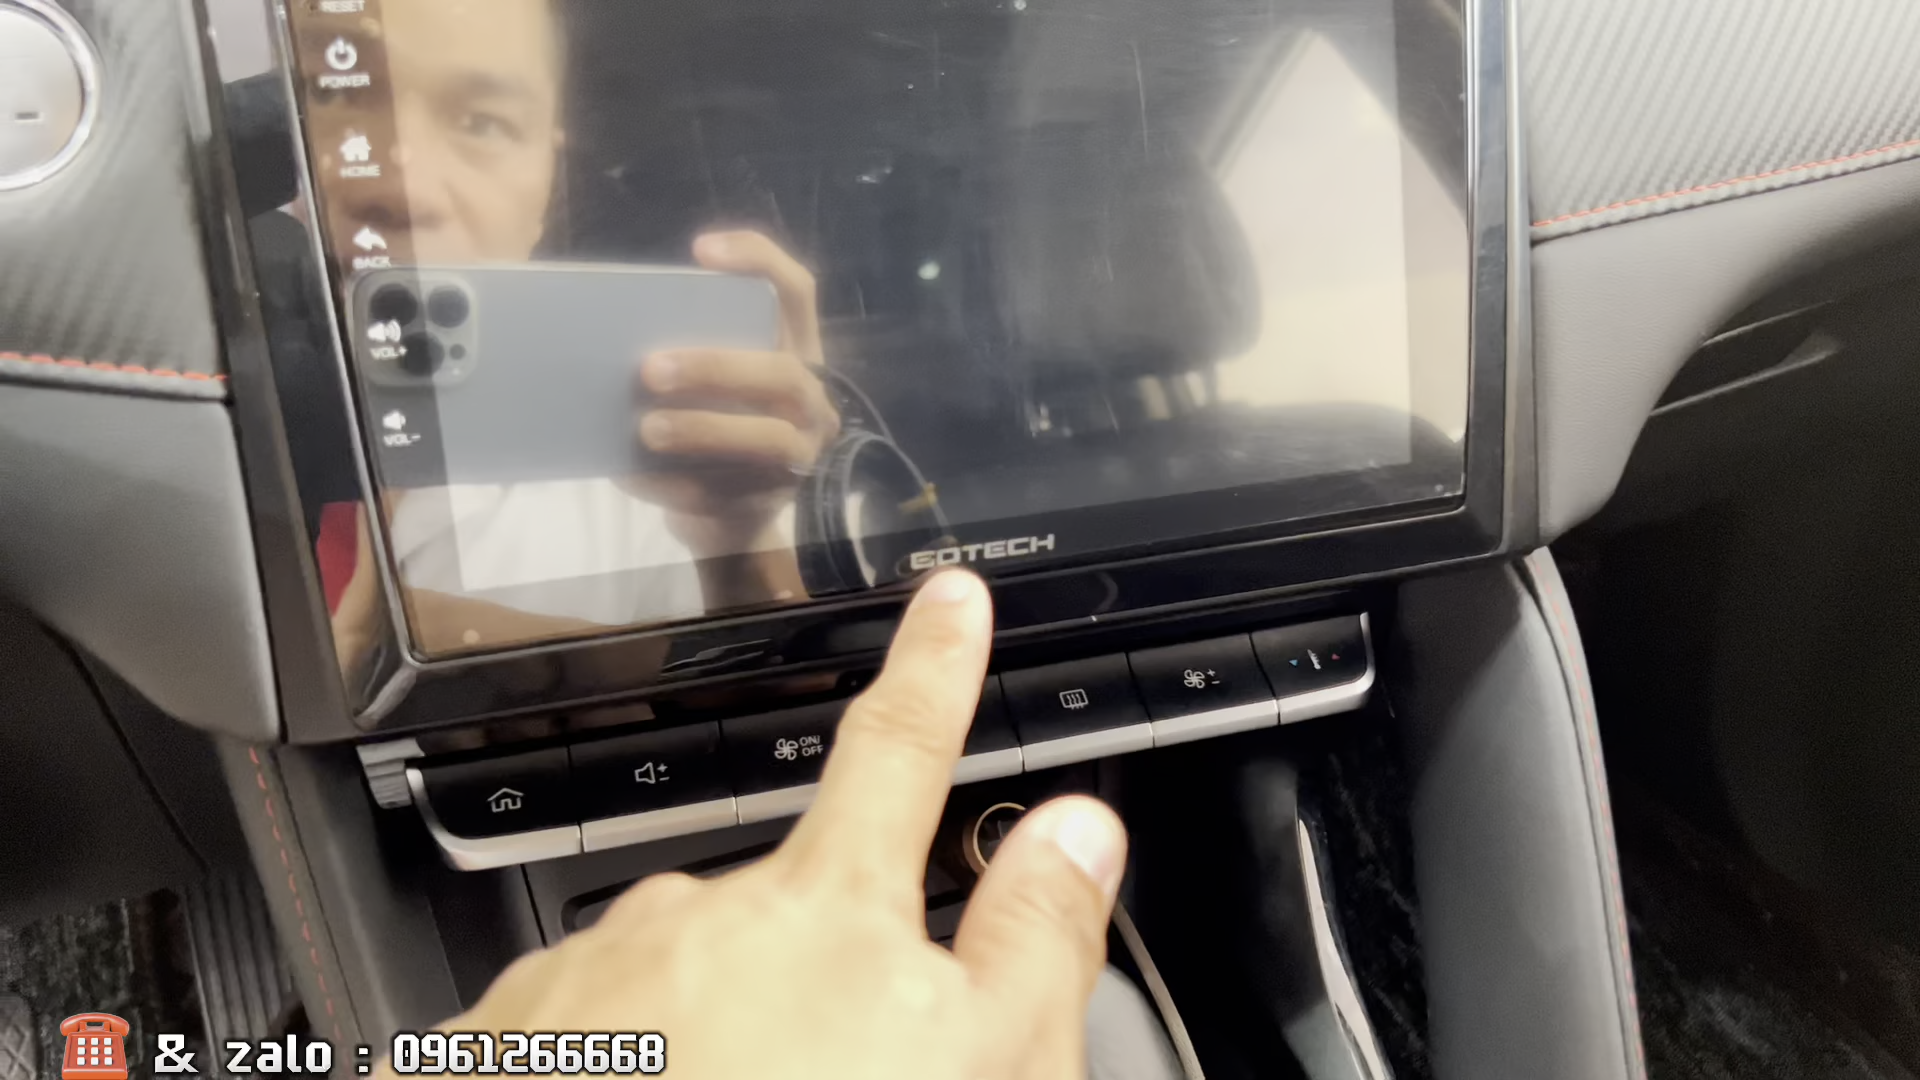 RESET
POWER
HOME
BACK
VOL+
VOL-
GOTECH
ON/
OFF
& zalo : 0961266668